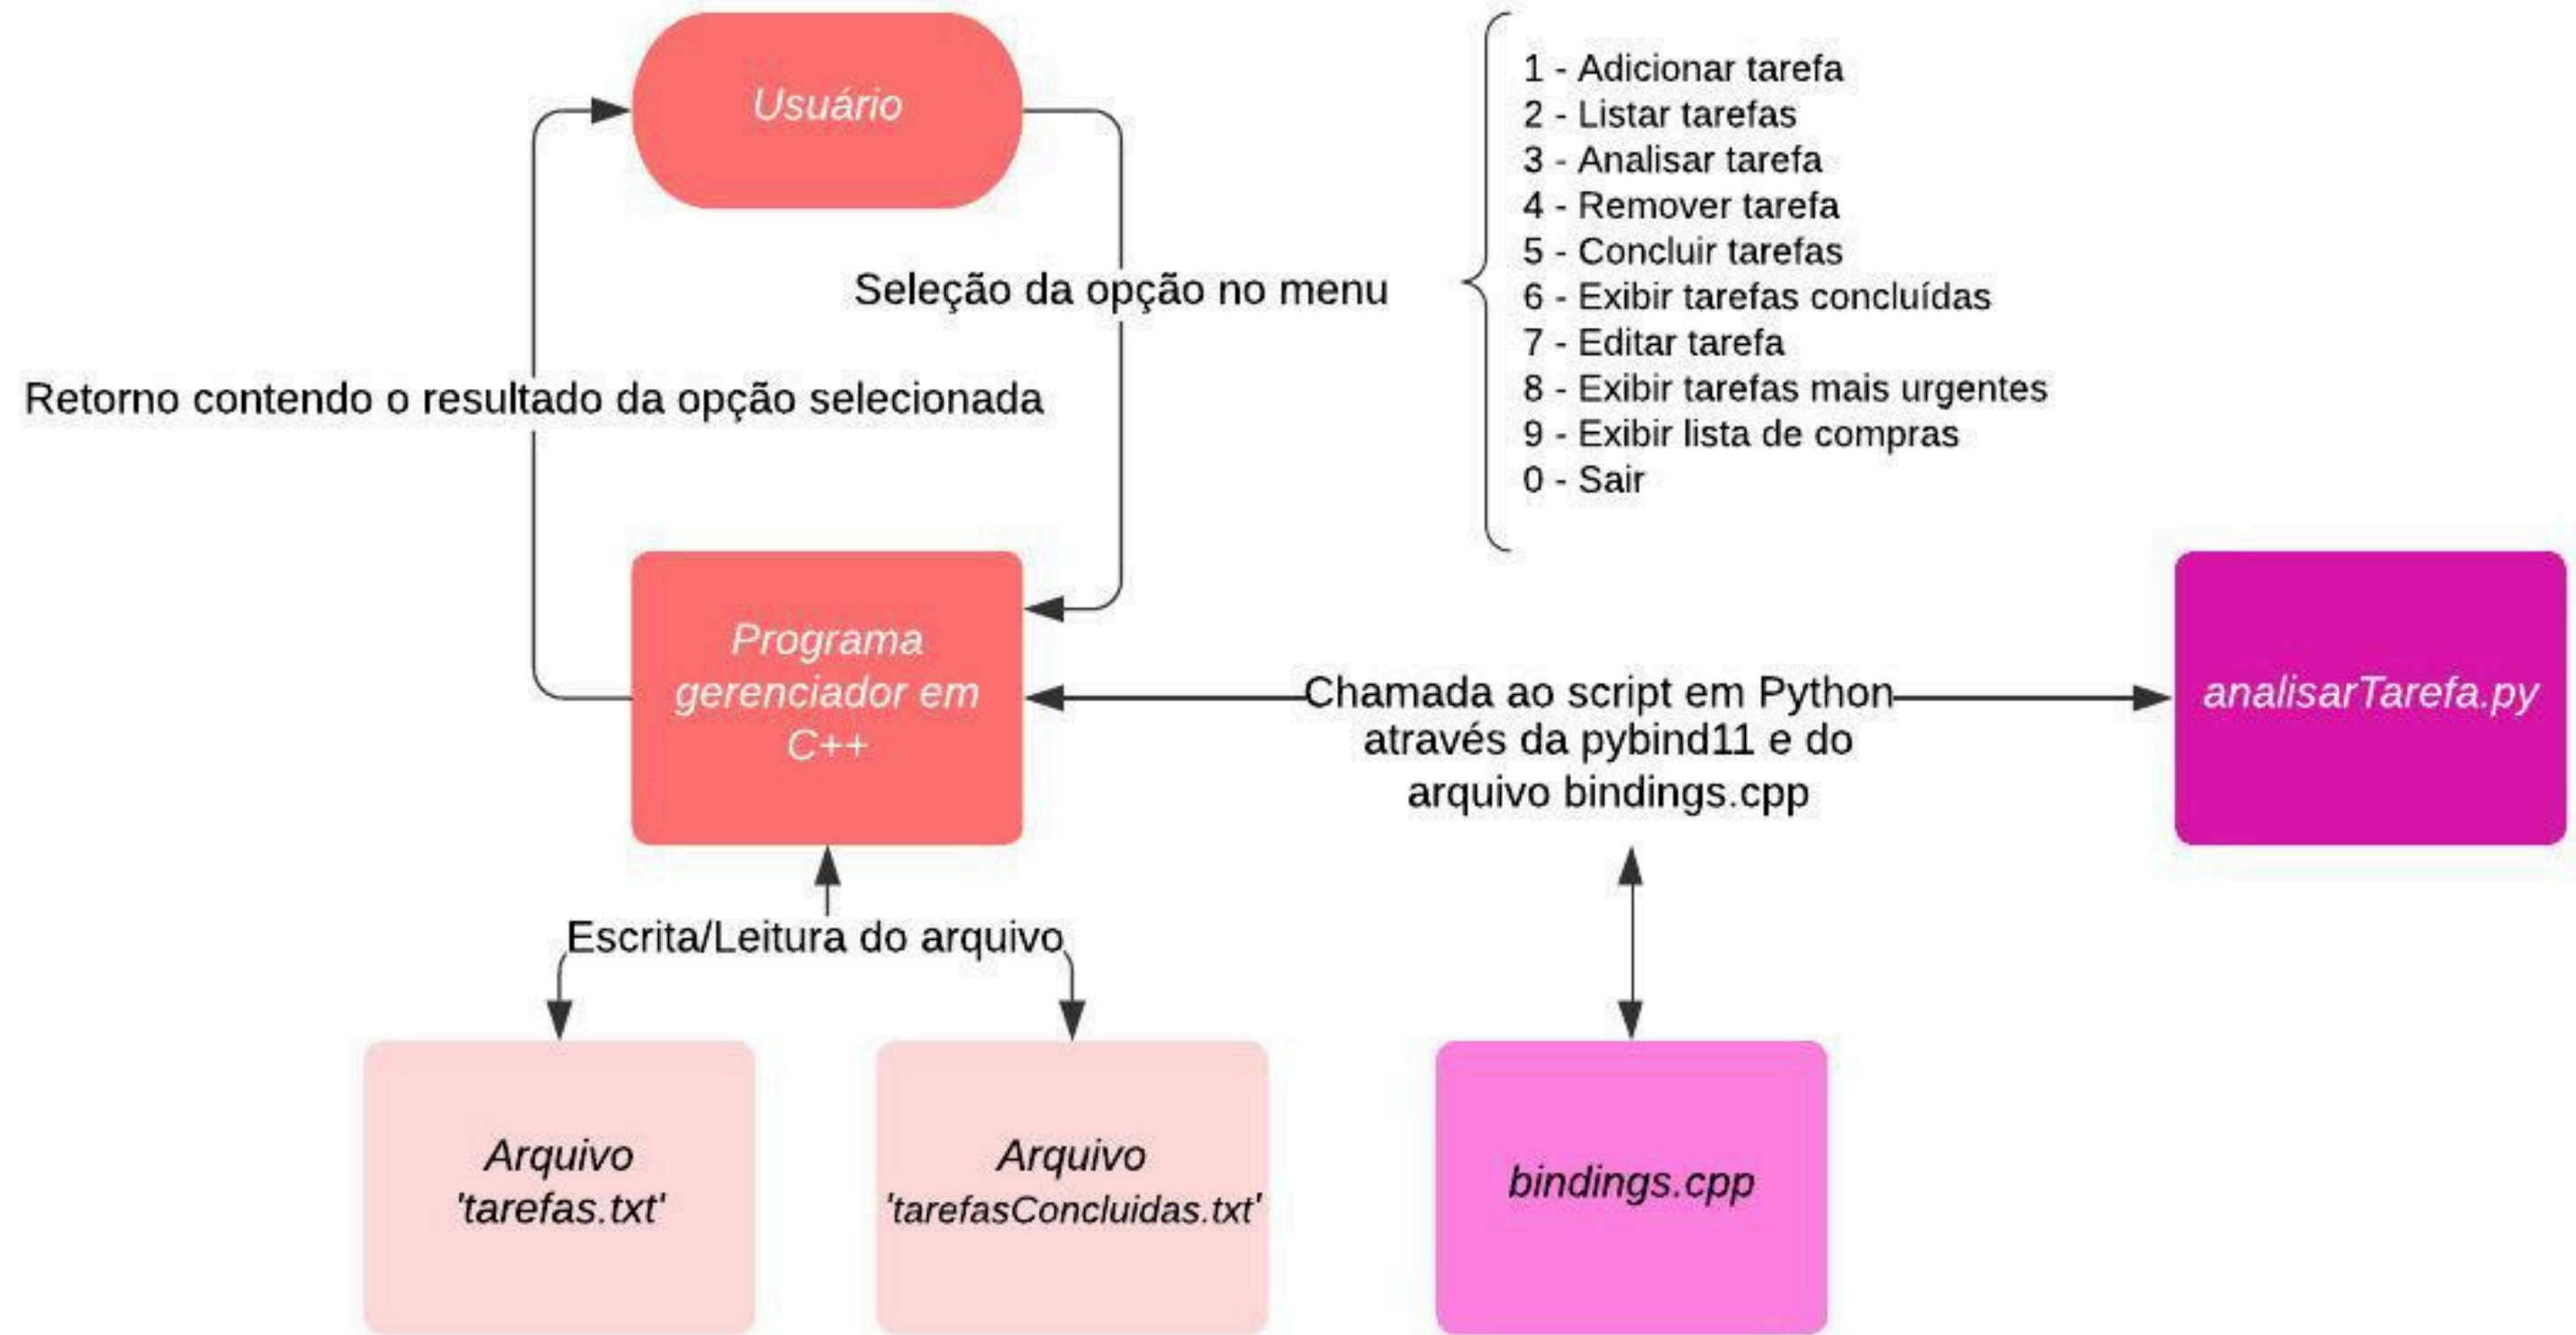 Usuário
1 - Adicionar tarefa
2 - Listar tarefas
3 - Analisar tarefa
4 - Remover tarefa
5 - Concluir tarefas
6 - Exibir tarefas concluídas
7 - Editar tarefa
8 - Exibir tarefas mais urgentes
9 - Exibir lista de compras
0 - Sair
Seleção da opção no menu
Retorno contendo o resultado da opção selecionada
Programa
gerenciador em
C++
Chamada ao script em Python
através da pybind11 e do
arquivo bindings.cpp
analisarTarefa.py
Escrita/Leitura do arquivo
Arquivo
'tarefas.txt'
Arquivo
'tarefasConcluidas.txt'
bindings.cpp